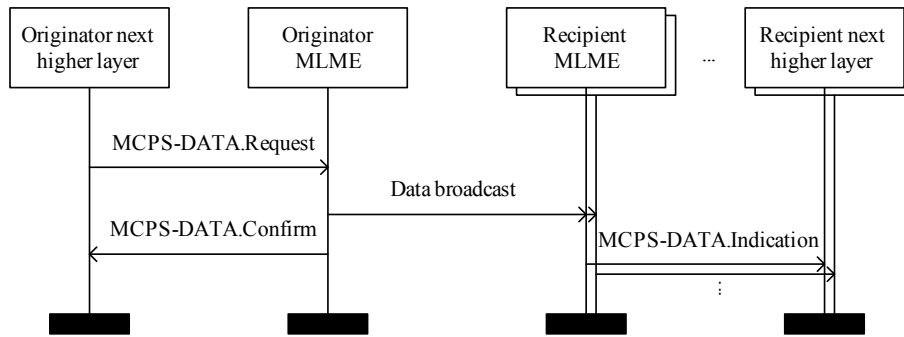 Originator next
higher layer
Originator
MLME
Recipient
MLME
...
Recipient next
higher layer
MCPS-DATA.Request
Data broadcast
MCPS-DATA.Confirm
MCPS-DATA.Indication
⋮